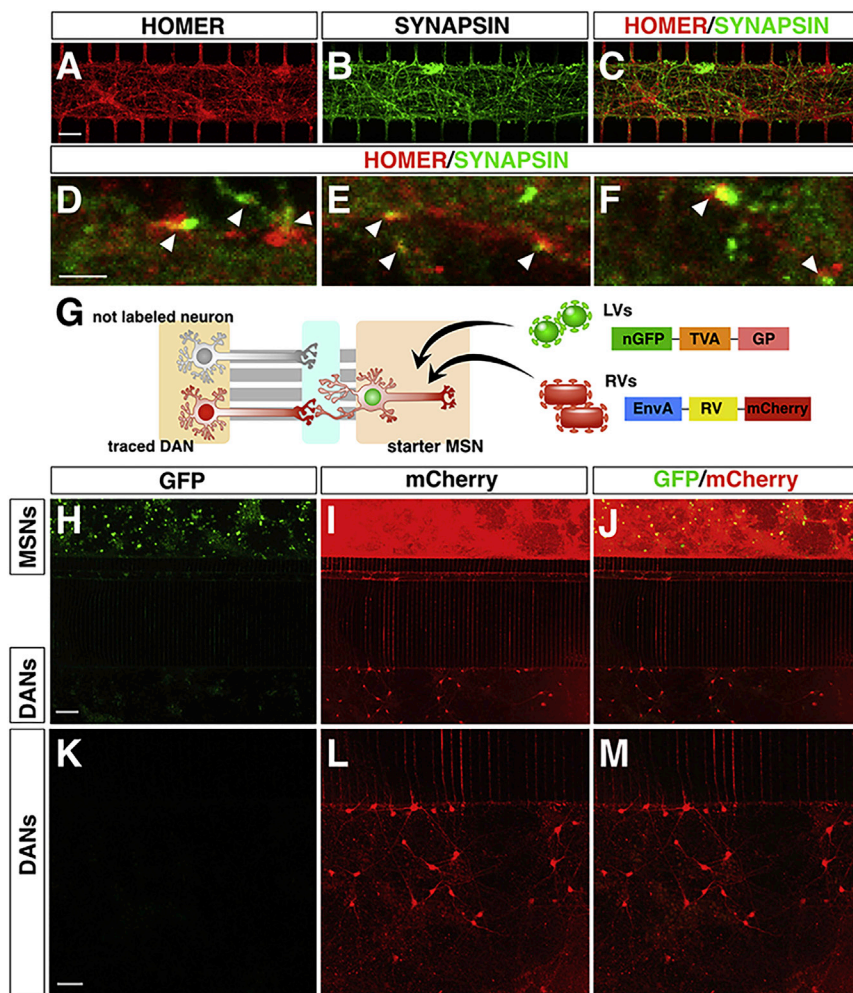 HOMER
SYNAPSIN
HOMER/SYNAPSIN
A
B
C
HOMER/SYNAPSIN
D
E
F
G
not labeled neuron
traced DAN
starter MSN
LVs
nGFP
TVA
GP
RVs
EnvA
RV
mCherry
GFP
mCherry
GFP/mCherry
MSNs
H
I
J
DANs
DANs
K
L
M